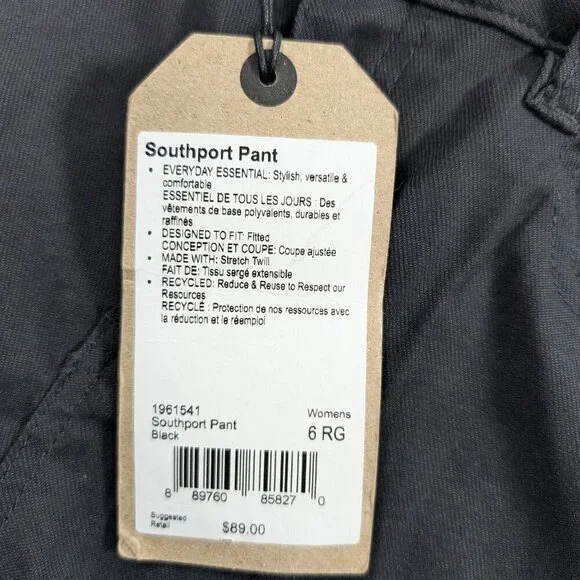 Southport Pant
• EVERYDAY ESSENTIAL: Stylish, versatile &
comfortable
ESSENTIEL DE TOUS LES JOURS : Des
vêtements de base polyvalents, durables et
raffinés
• DESIGNED TO FIT: Fitted
CONCEPTION ET COUPE: Coupe ajustée
• MADE WITH: Stretch Twill
FAIT DE: Tissu sergé extensible
• RECYCLED: Reduce & Reuse to Respect our
Resources
RECYCLÉ : Protection de nos ressources avec
la réduction et le réemploi
1961541
Southport Pant
Black
Womens
6 RG
8 89760 85827 0
Suggested
Retail
$89.00